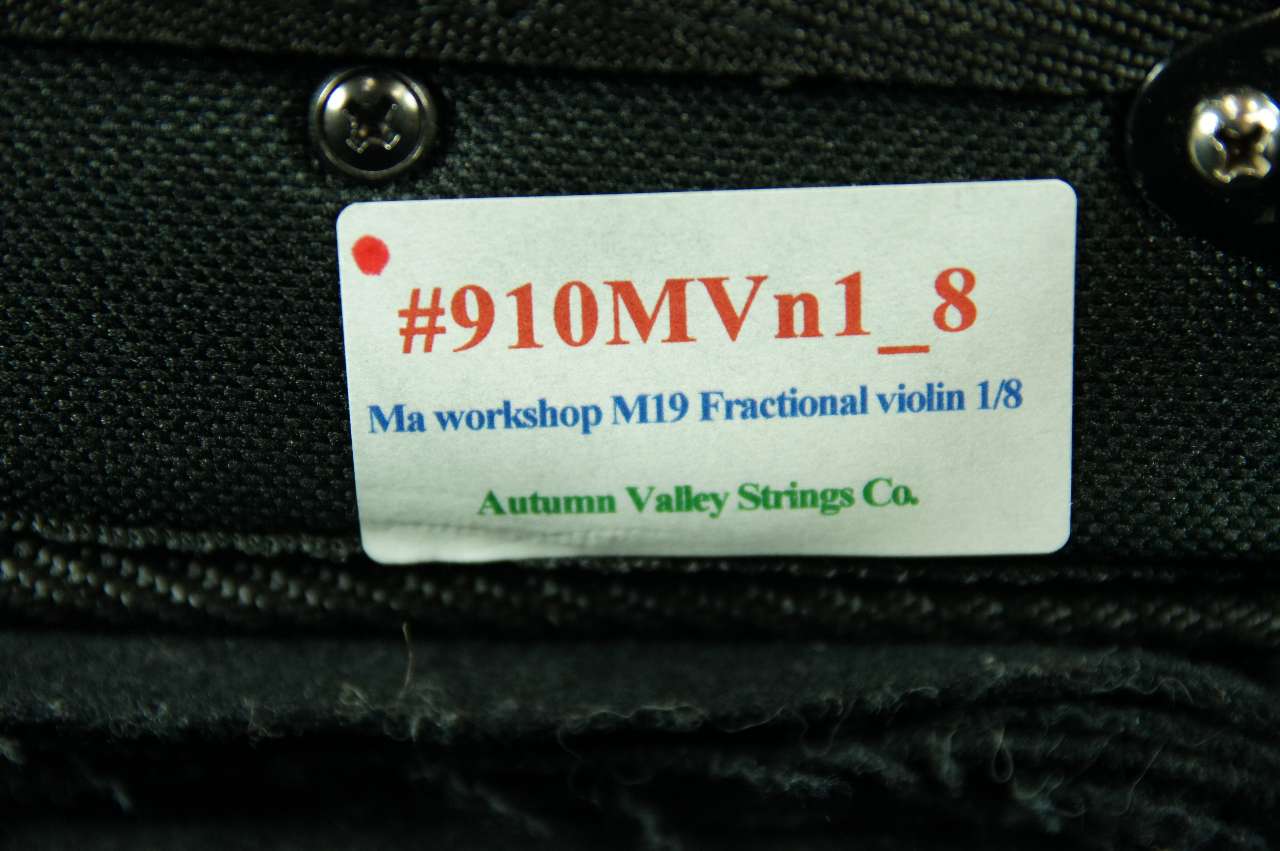 #910MVn1_8
Ma workshop M19 Fractional violin 1/8
Autumn Valley Strings Co.